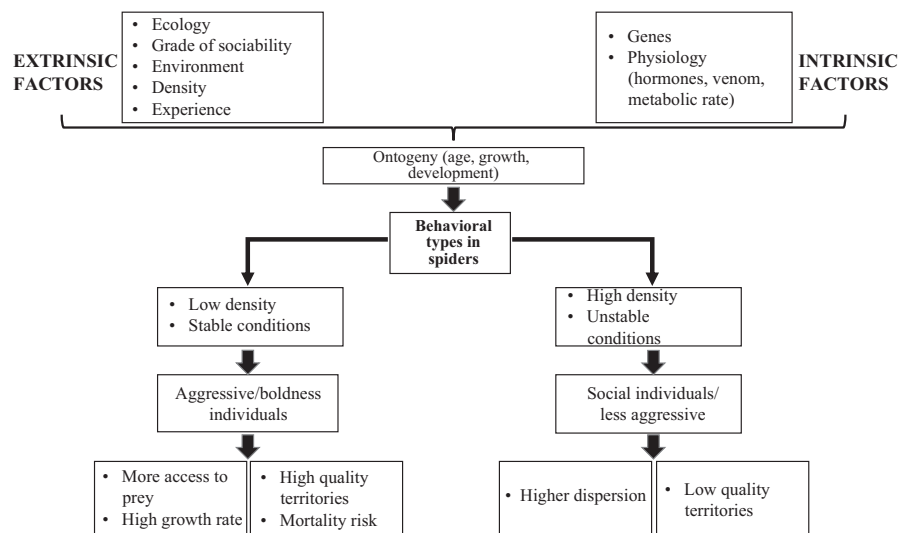 EXTRINSIC
FACTORS
• Ecology
• Grade of sociability
• Environment
• Density
• Experience
• Genes
• Physiology
(hormones, venom,
metabolic rate)
INTRINSIC
FACTORS
Ontogeny (age, growth,
development)
Behavioral
types in
spiders
• Low density
• Stable conditions
• High density
• Unstable
conditions
Aggressive/boldness
individuals
Social individuals/
less aggressive
• More access to
prey
• High growth rate
• High quality
territories
• Mortality risk
• Higher dispersion
• Low quality
territories